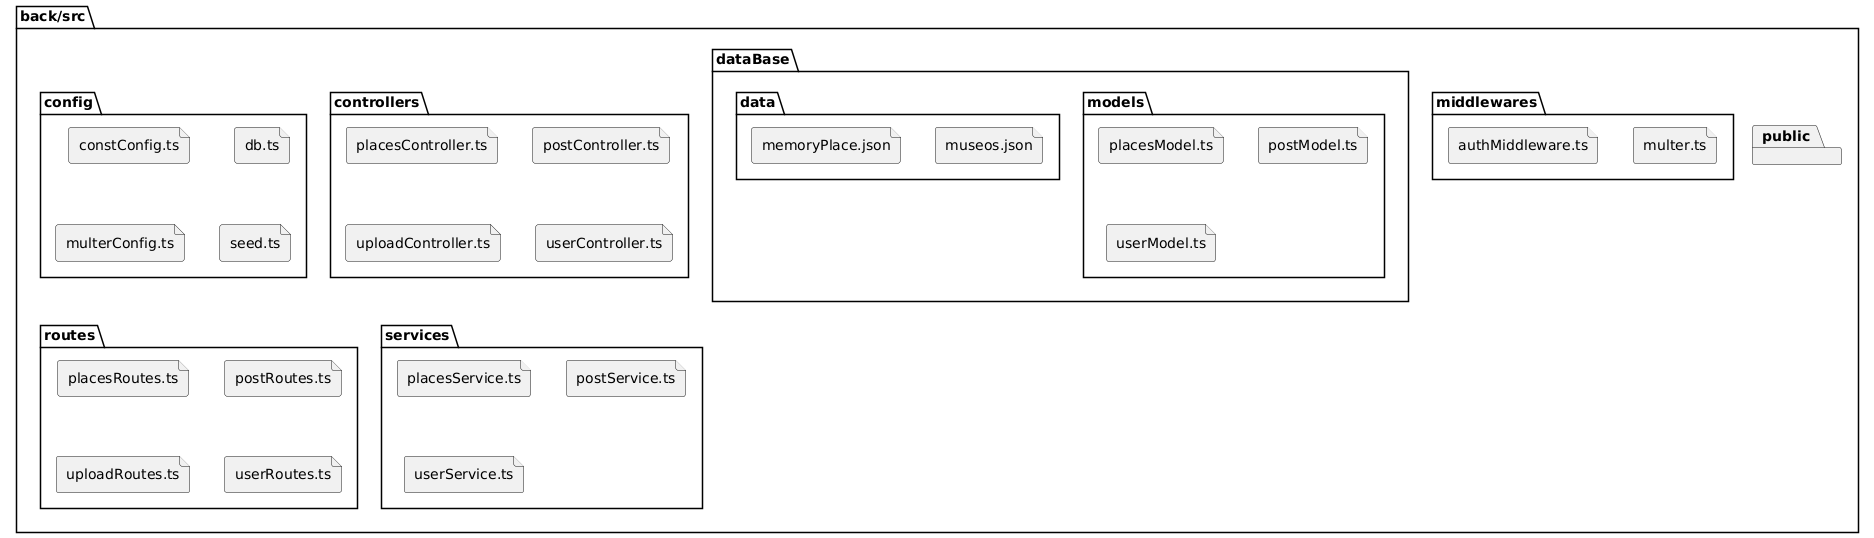 back/src
config
constConfig.ts
db.ts
multerConfig.ts
seed.ts
controllers
placesController.ts
postController.ts
uploadController.ts
userController.ts
dataBase
data
memoryPlace.json
museos.json
models
placesModel.ts
postModel.ts
userModel.ts
middlewares
authMiddleware.ts
multer.ts
public
routes
placesRoutes.ts
postRoutes.ts
uploadRoutes.ts
userRoutes.ts
services
placesService.ts
postService.ts
userService.ts